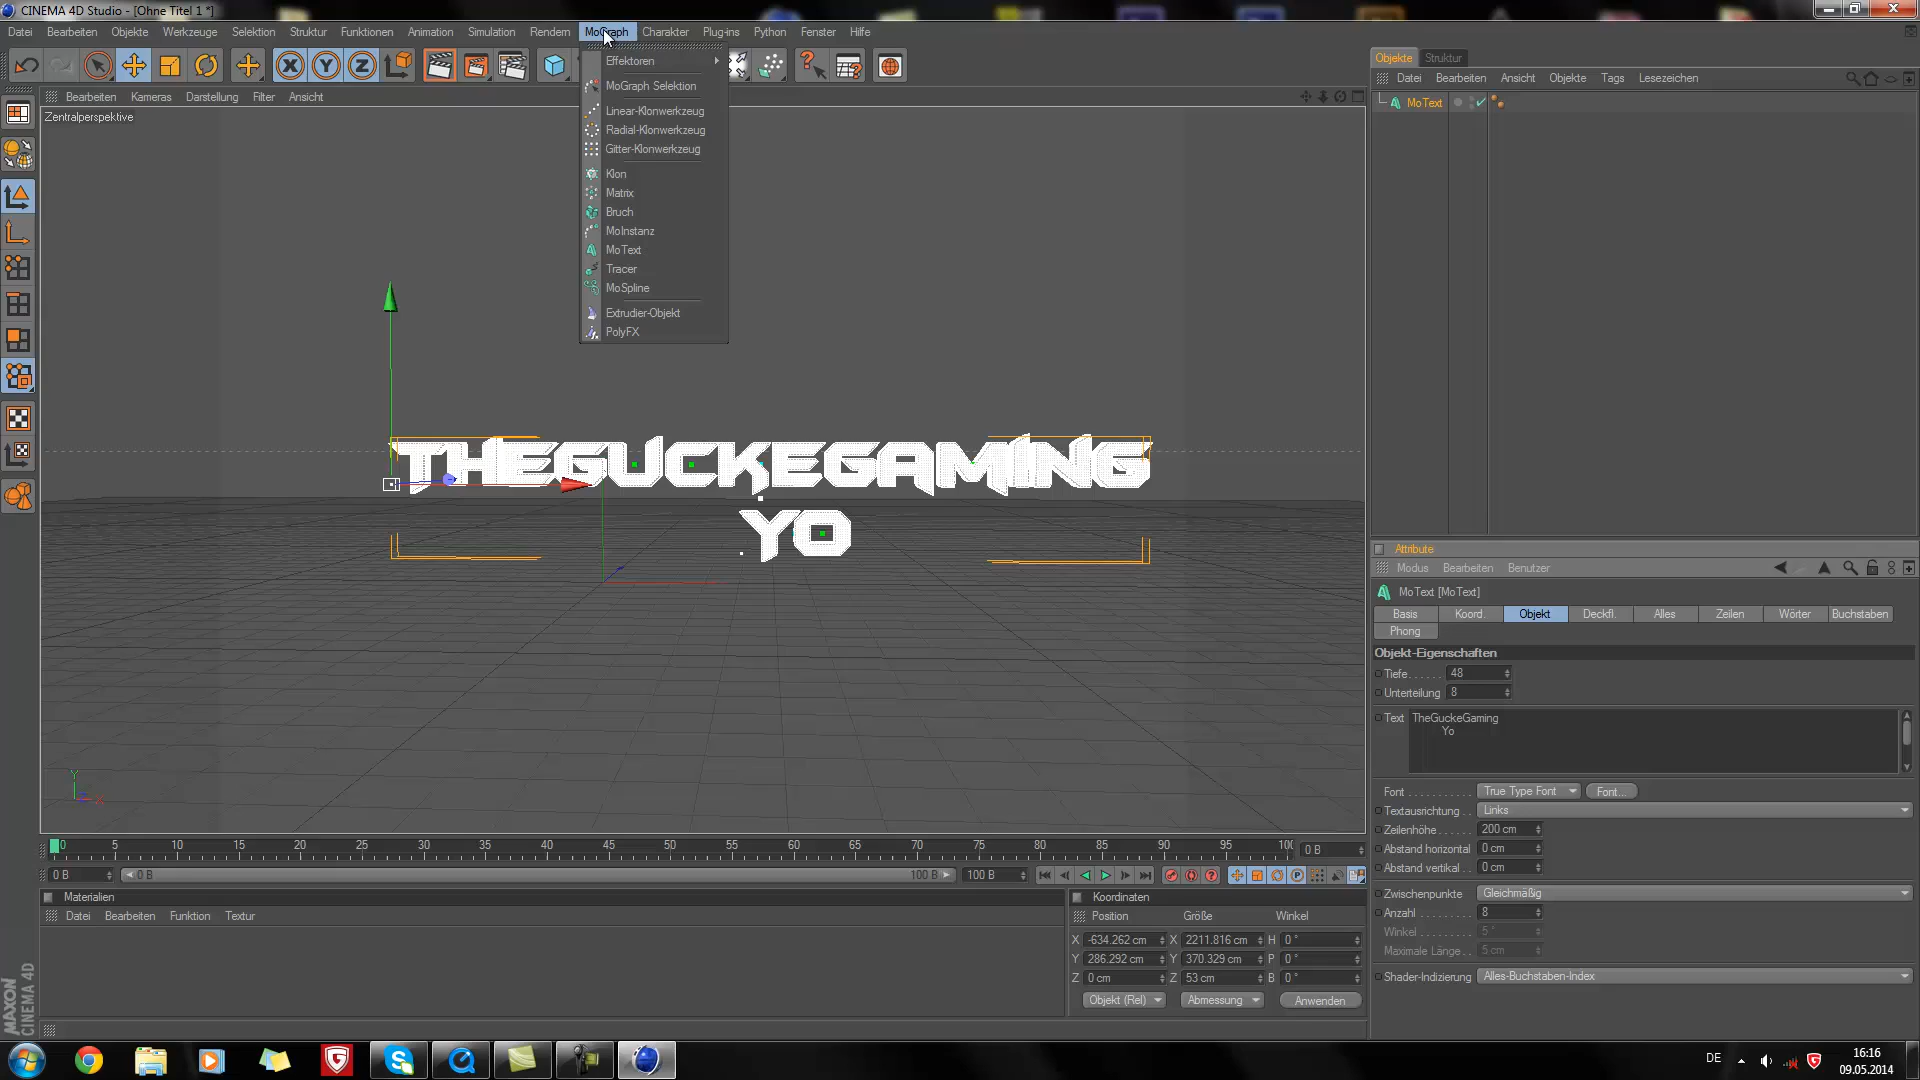 CINEMA 4D Studio - [Ohne Titel 1 *]
Datei Bearbeiten Objekte Werkzeuge Selektion Struktur Funktionen Animation Simulation Rendern MoGraph Charakter Plug-ins Python Fenster Hilfe
Bearbeiten Kameras Darstellung Filter Ansicht
Zentralperspektive
Effektoren
MoGraph Selektion
Linear-Klonwerkzeug
Radial-Klonwerkzeug
Gitter-Klonwerkzeug
Klon
Matrix
Bruch
MoInstanz
MoText
Tracer
MoSpline
Extrudier-Objekt
PolyFX
THEGUCKEGAMING
YO
Y
X
0 5 10 15 20 25 30 35 40 45 50 55 60 65 70 75 80 85 90 95 10( 0 B
0 B 0 B 100 B 100 B
Materialien
Datei Bearbeiten Funktion Textur
Koordinaten
Position Größe Winkel
X -634.262 cm X 2211.816 cm H 0 °
Y 286.292 cm Y 370.329 cm P 0 °
Z 0 cm Z 53 cm B 0 °
Objekt (Rel) Abmessung Anwenden
Objekte Struktur
Datei Bearbeiten Ansicht Objekte Tags Lesezeichen
MoText
Attribute
Modus Bearbeiten Benutzer
MoText [MoText]
Basis Koord. Objekt Deckfl. Alles Zeilen Wörter Buchstaben
Phong
Objekt-Eigenschaften
Tiefe . . . . . . 48
Unterteilung 8
Text TheGuckeGaming
Yo
Font . . . . . . . . . . . True Type Font Font...
Textausrichtung . . Links
Zeilenhöhe . . . . . . 200 cm
Abstand horizontal 0 cm
Abstand vertikal . . 0 cm
Zwischenpunkte Gleichmäßig
Anzahl . . . . . . . . . 8
Winkel . . . . . . . . . 5 °
Maximale Länge . . 5 cm
Shader-Indizierung Alles-Buchstaben-Index
MAXON
CINEMA 4D
DE
16:16
09.05.2014